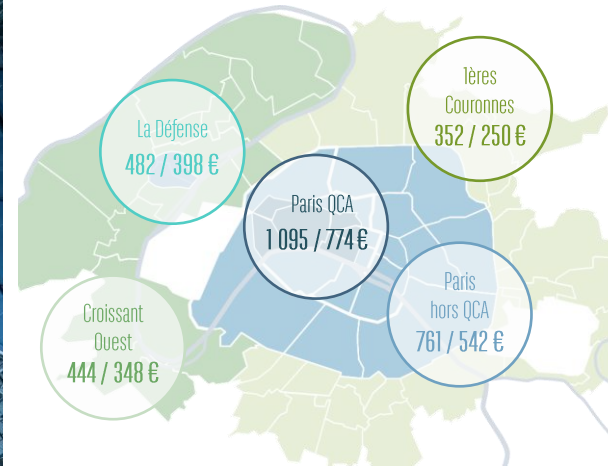 1ères
Couronnes
352 / 250 €
La Défense
482 / 398 €
Paris QCA
1 095 / 774 €
Paris
hors QCA
761 / 542 €
Croissant
Ouest
444 / 348 €